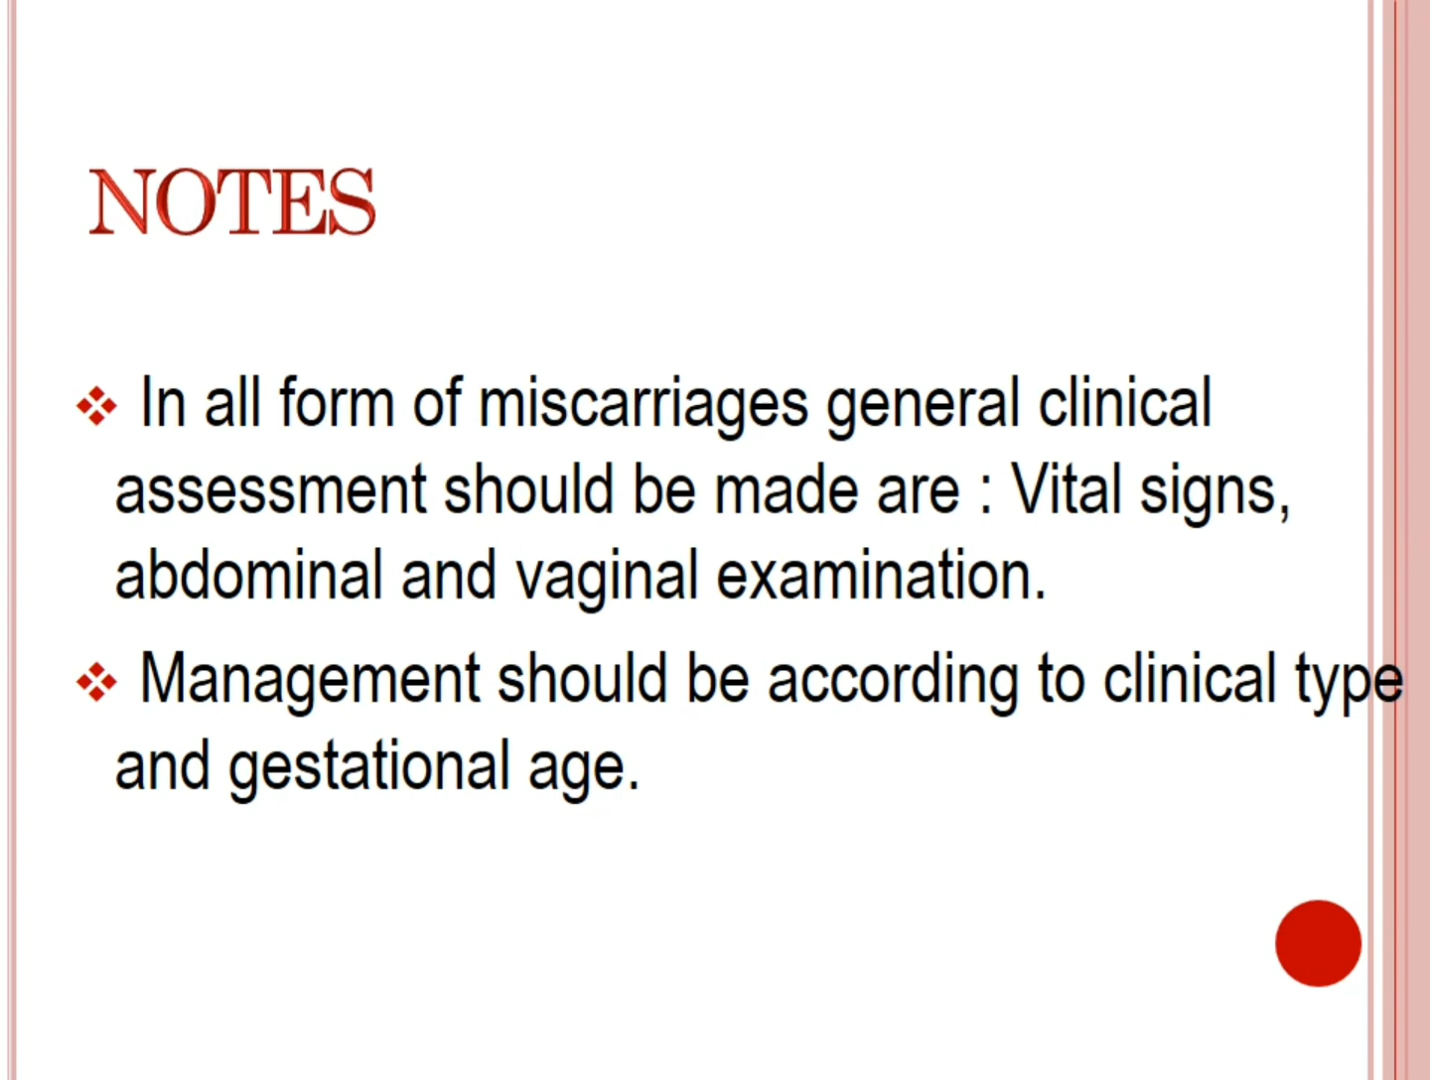 NOTES
In all form of miscarriages general clinical
assessment should be made are : Vital signs,
abdominal and vaginal examination.
Management should be according to clinical type
and gestational age.